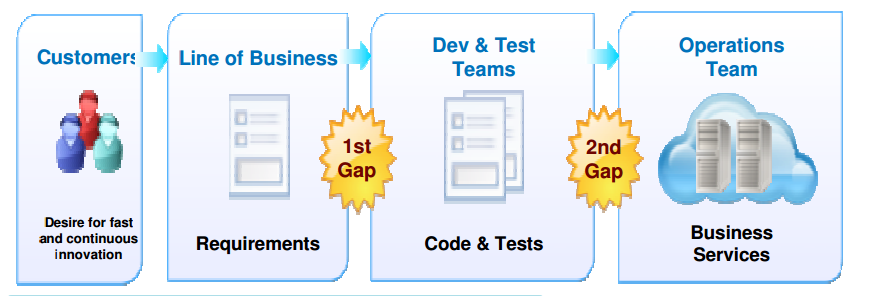 Customers
Line of Business
Dev & Test
Teams
Operations
Team
1st
Gap
2nd
Gap
Desire for fast
and continuous
innovation
Requirements
Code & Tests
Business
Services